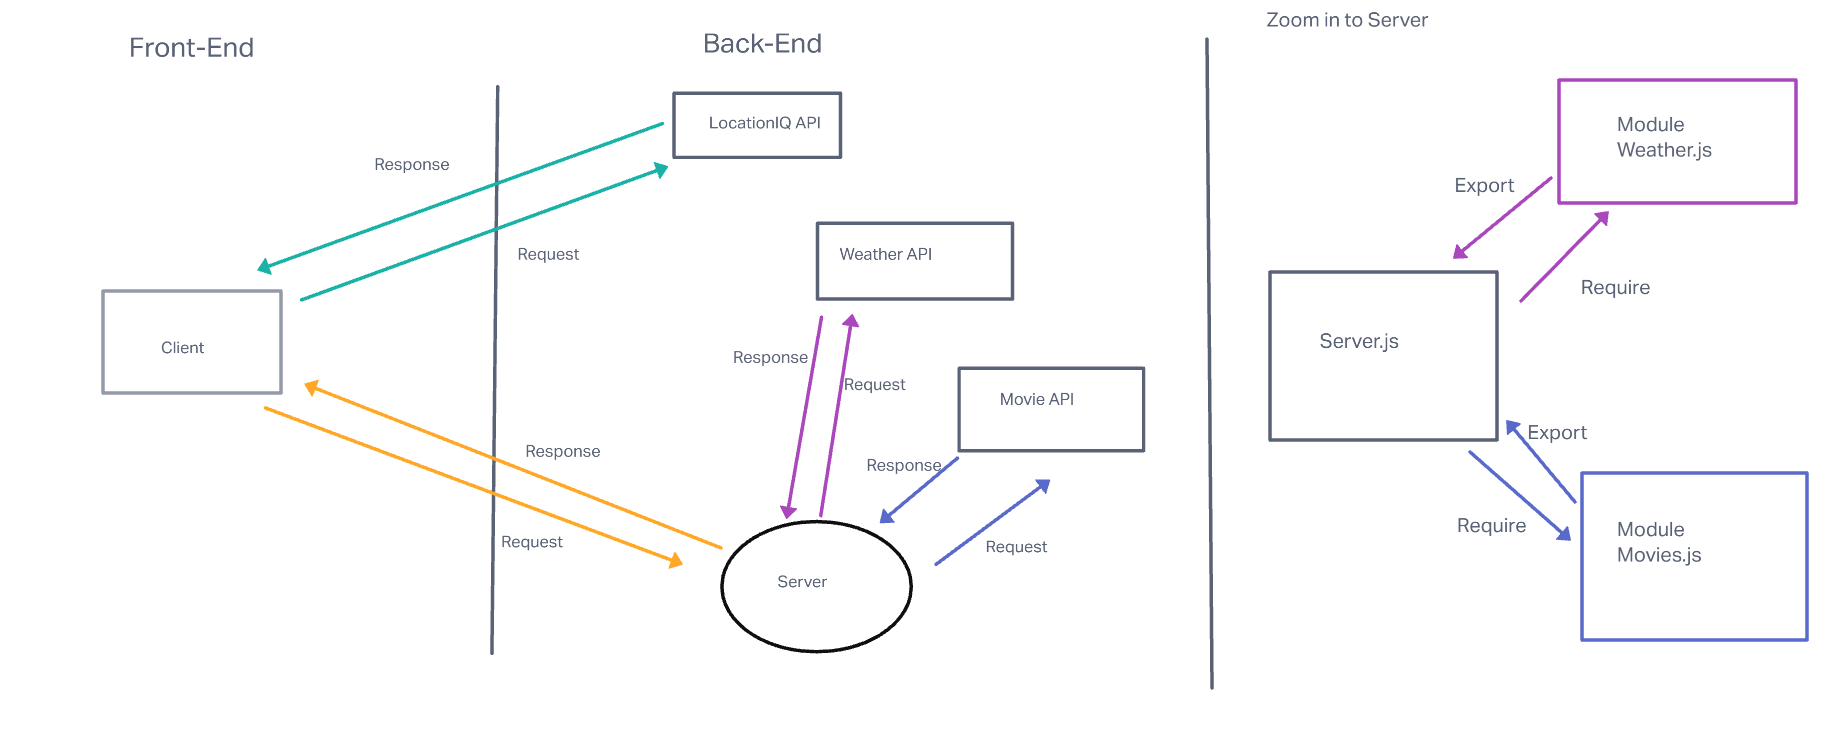 Front-End
Back-End
Zoom in to Server
LocationIQ API
Response
Request
Weather API
Client
Response
Request
Movie API
Response
Response
Request
Request
Server
Module
Weather.js
Export
Require
Server.js
Export
Require
Module
Movies.js